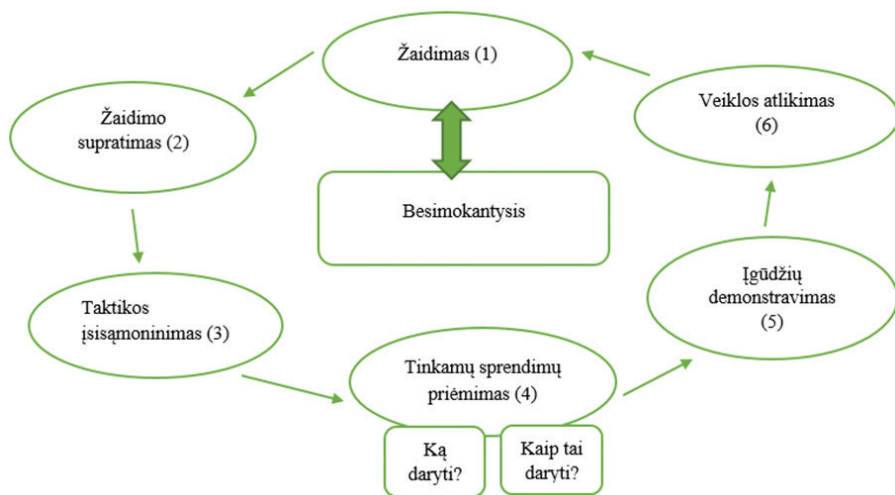 Žaidimas (1)
Žaidimo
supratimas (2)
Taktikos
įsisąmoninimas (3)
Tinkamų sprendimų
priėmimas (4)
Ką
daryti?
Kaip tai
daryti?
Įgūdžių
demonstravimas
(5)
Veiklos atlikimas
(6)
Besimokantysis